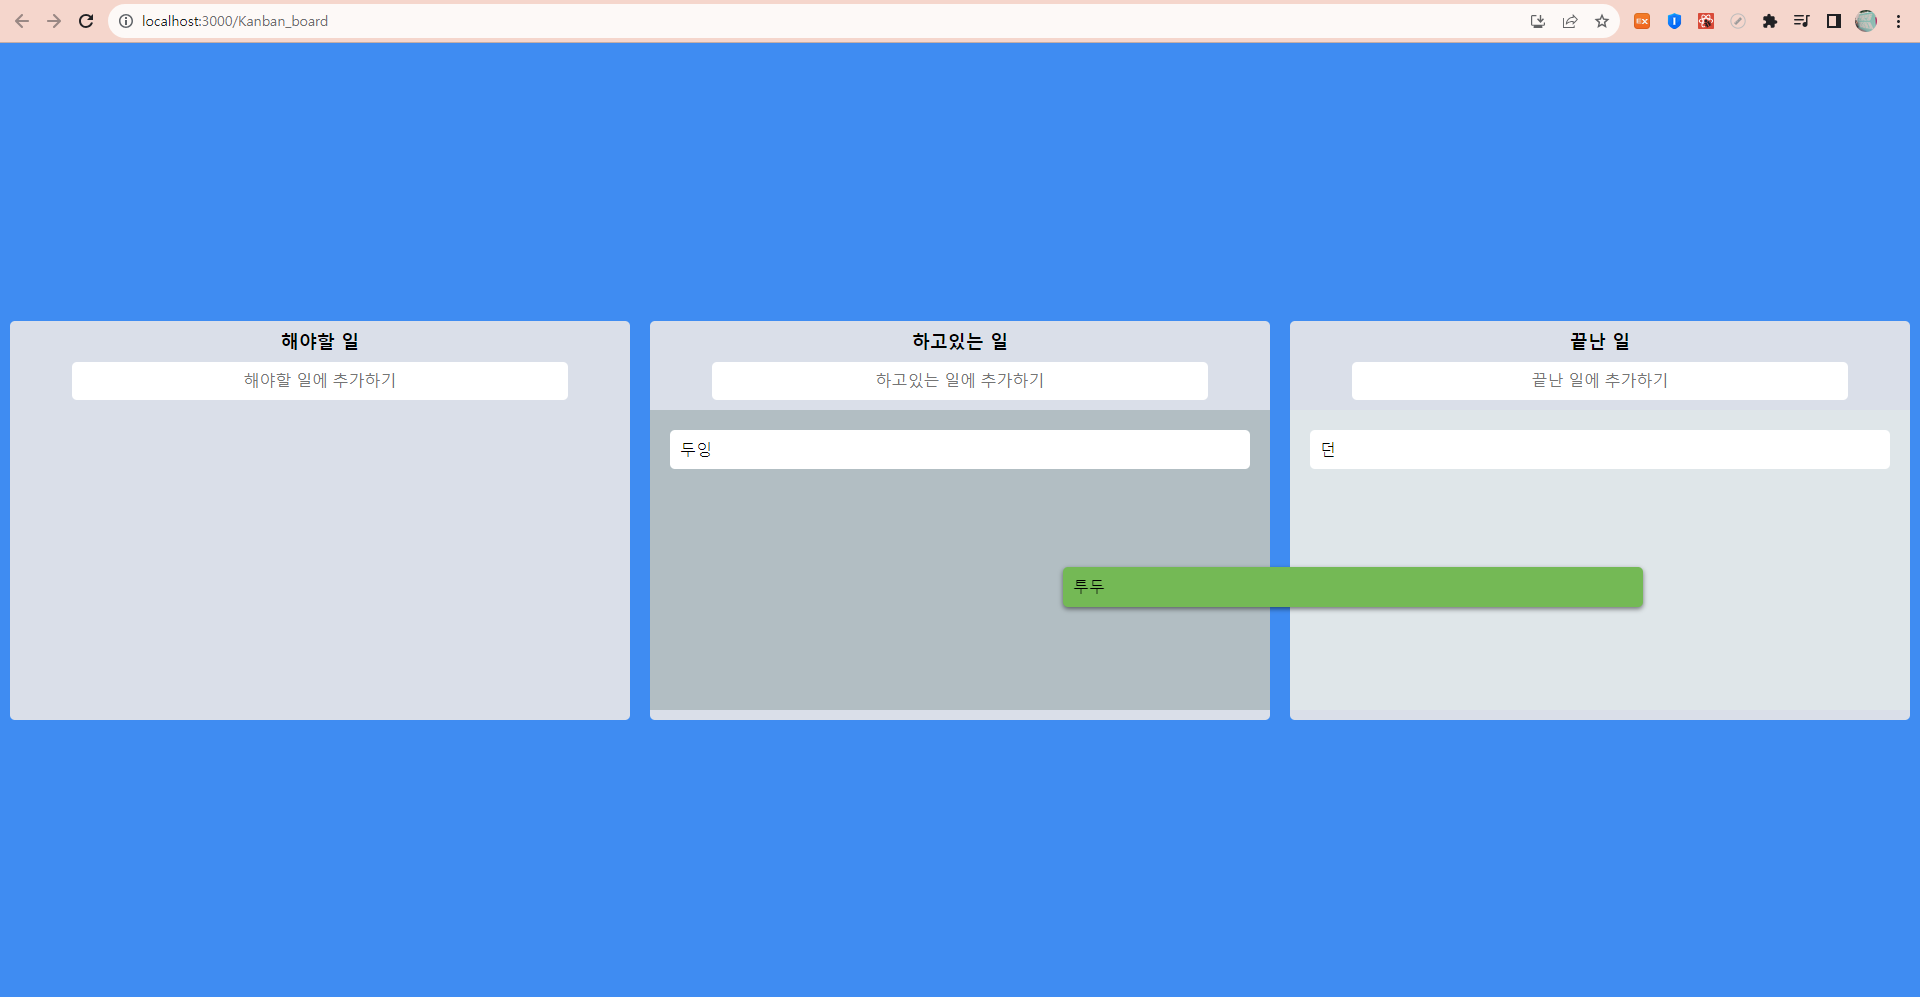 localhost:3000/Kanban_board
해야할 일
해야할 일에 추가하기
하고있는 일
하고있는 일에 추가하기
두잉
끝난 일
끝난 일에 추가하기
던
투두